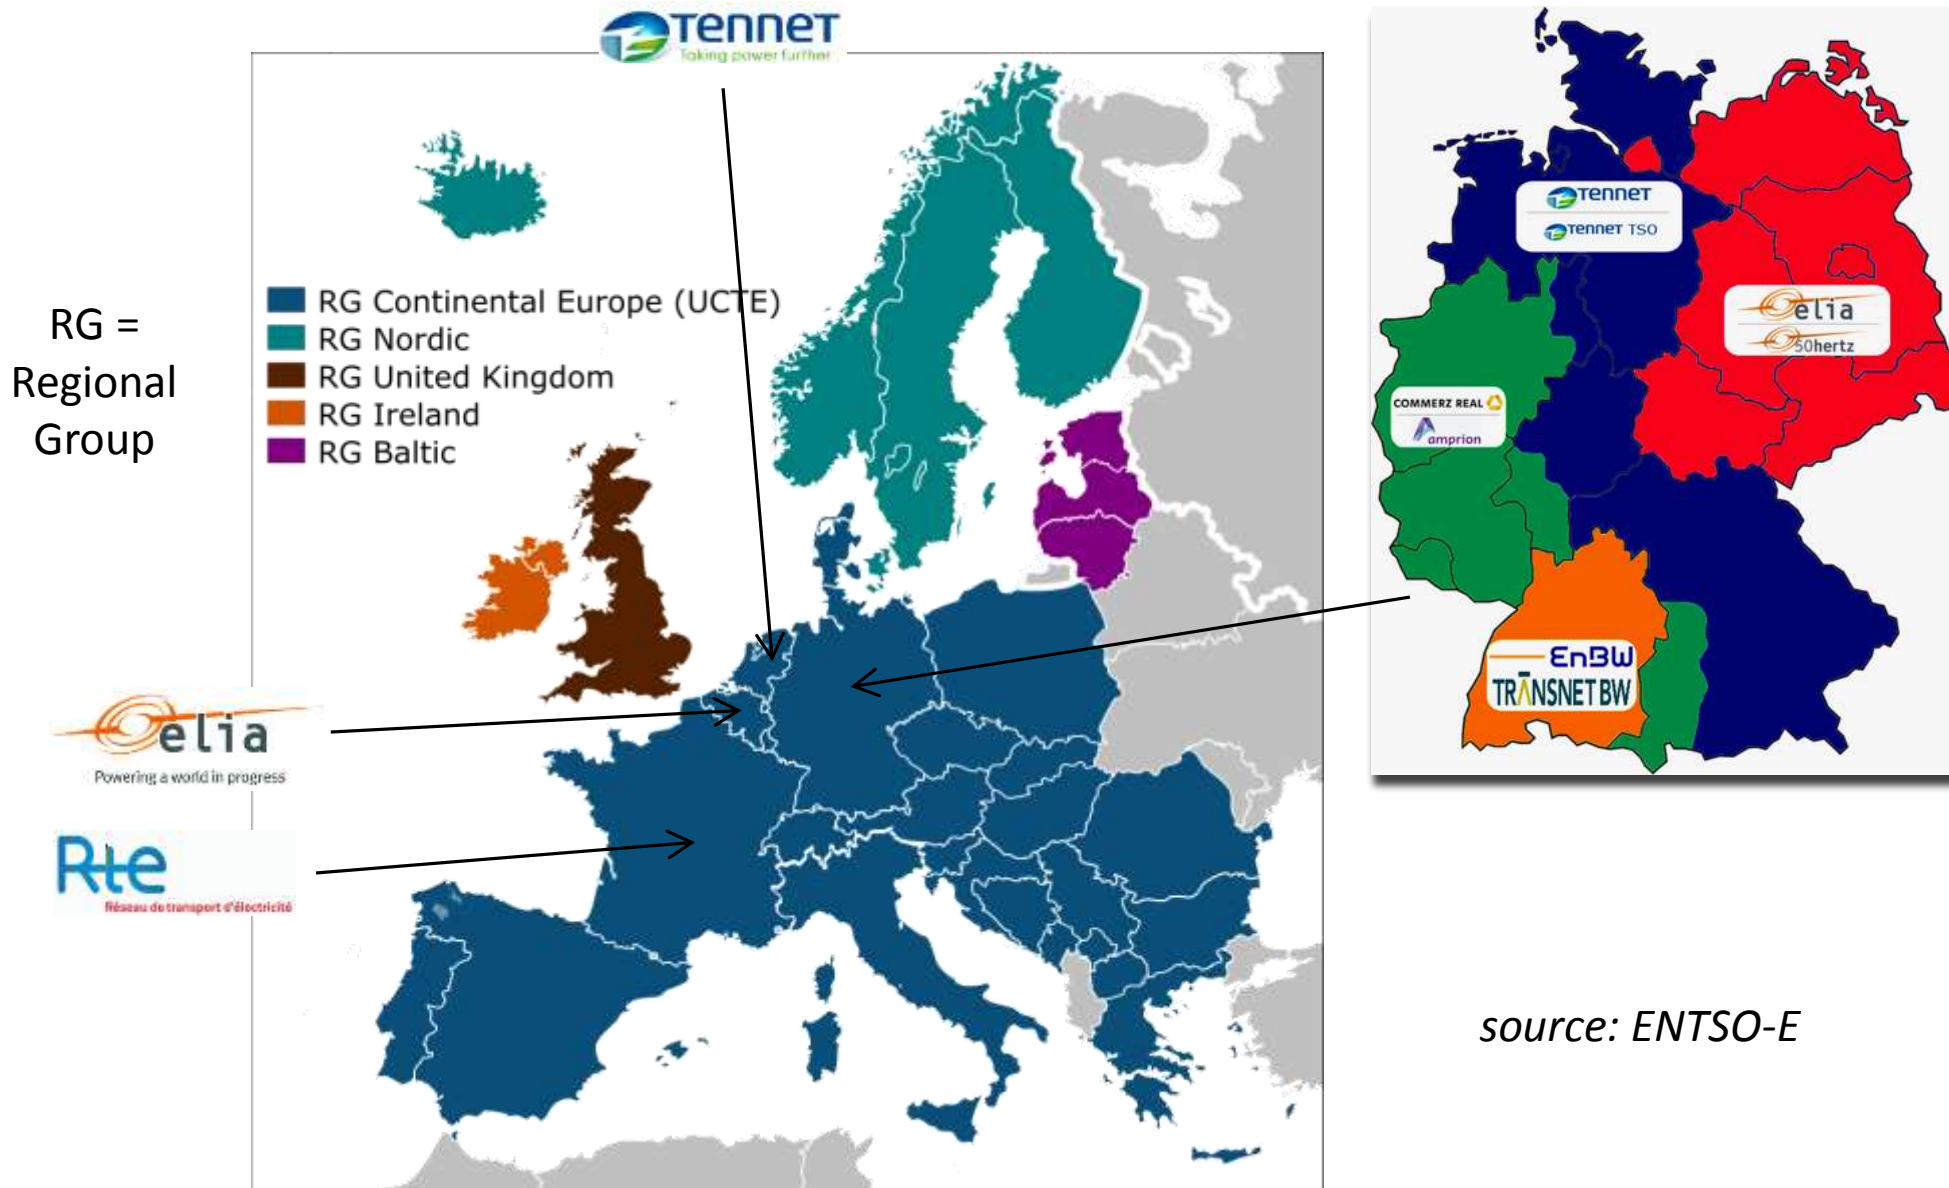 TenneT
Taking power further
RG =
Regional
Group
RG Continental Europe (UCTE)
RG Nordic
RG United Kingdom
RG Ireland
RG Baltic
elia
Powering a world in progress
Rte
Réseau de transport d'électricité
TenneT
TenneT TSO
elia
50hertz
COMMERZ REAL
amprion
EnBW
TRANSNET BW
source: ENTSO-E